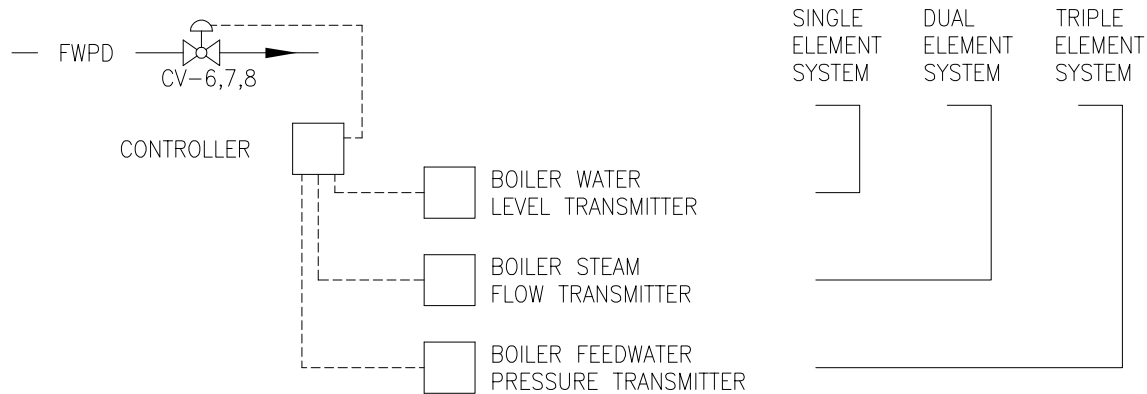 FWPD
CV-6,7,8
CONTROLLER
BOILER WATER
LEVEL TRANSMITTER
BOILER STEAM
FLOW TRANSMITTER
BOILER FEEDWATER
PRESSURE TRANSMITTER
SINGLE
ELEMENT
SYSTEM
DUAL
ELEMENT
SYSTEM
TRIPLE
ELEMENT
SYSTEM